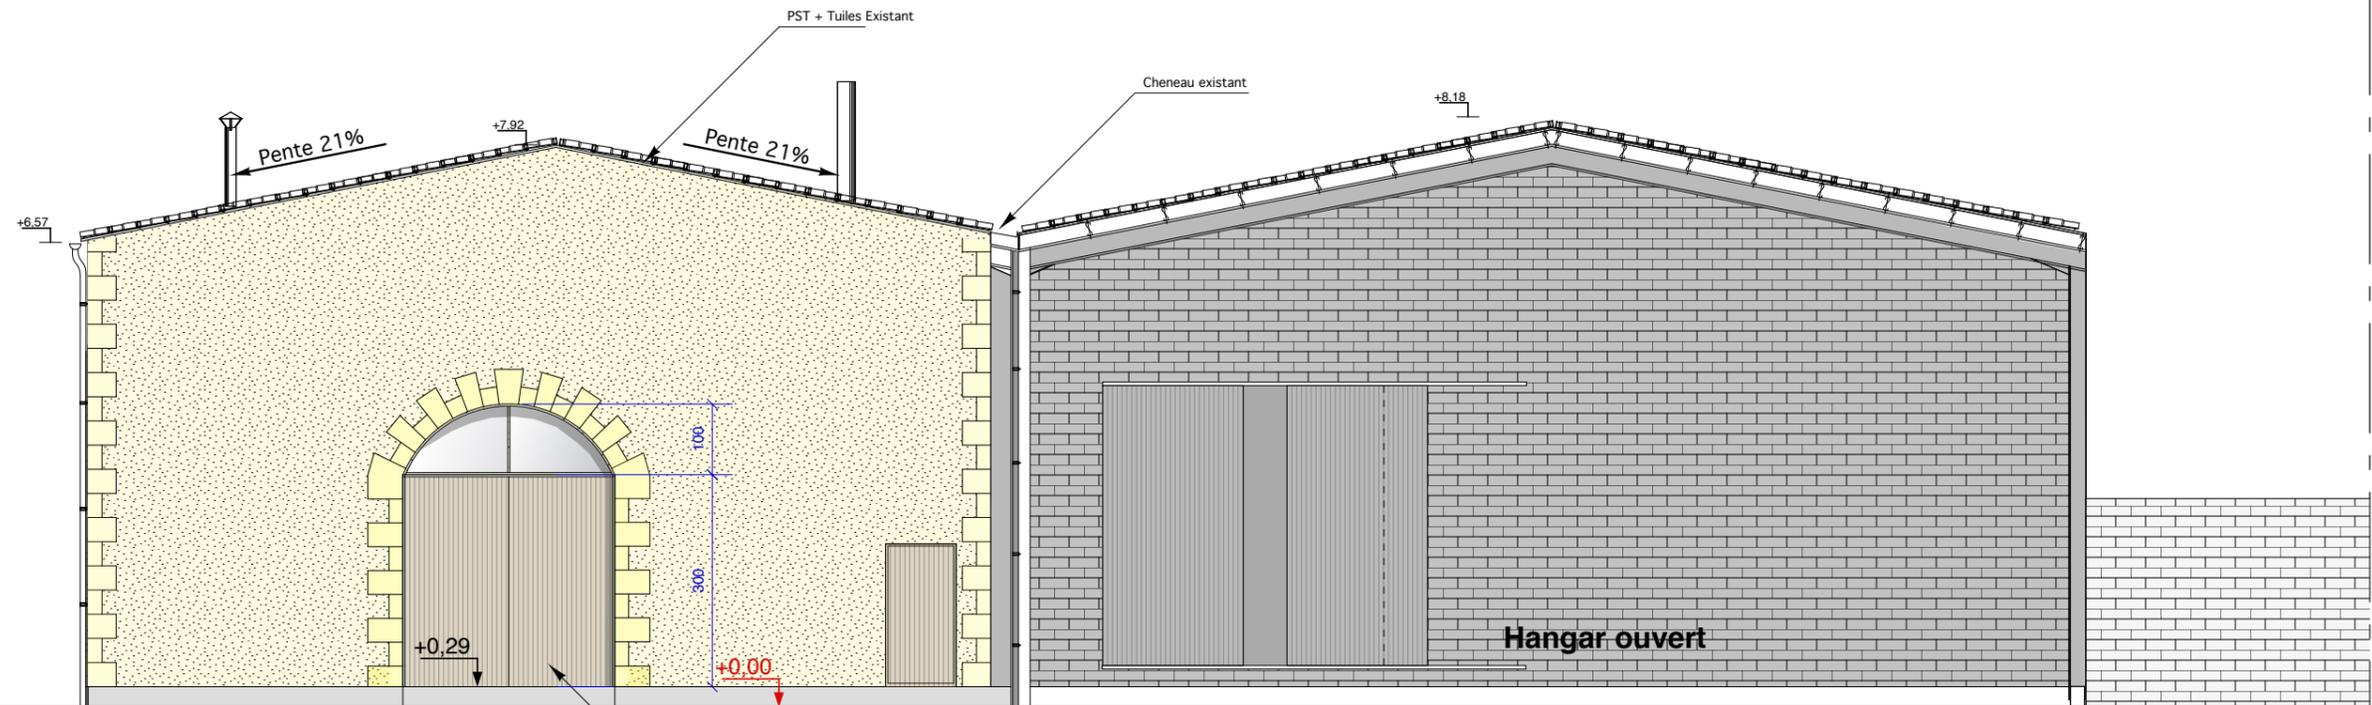 PST + Tuiles Existant
Cheneau existant
+8,18
+7,92
Pente 21%
Pente 21%
+6,57
100
300
Hangar ouvert
+0,29
+0,00